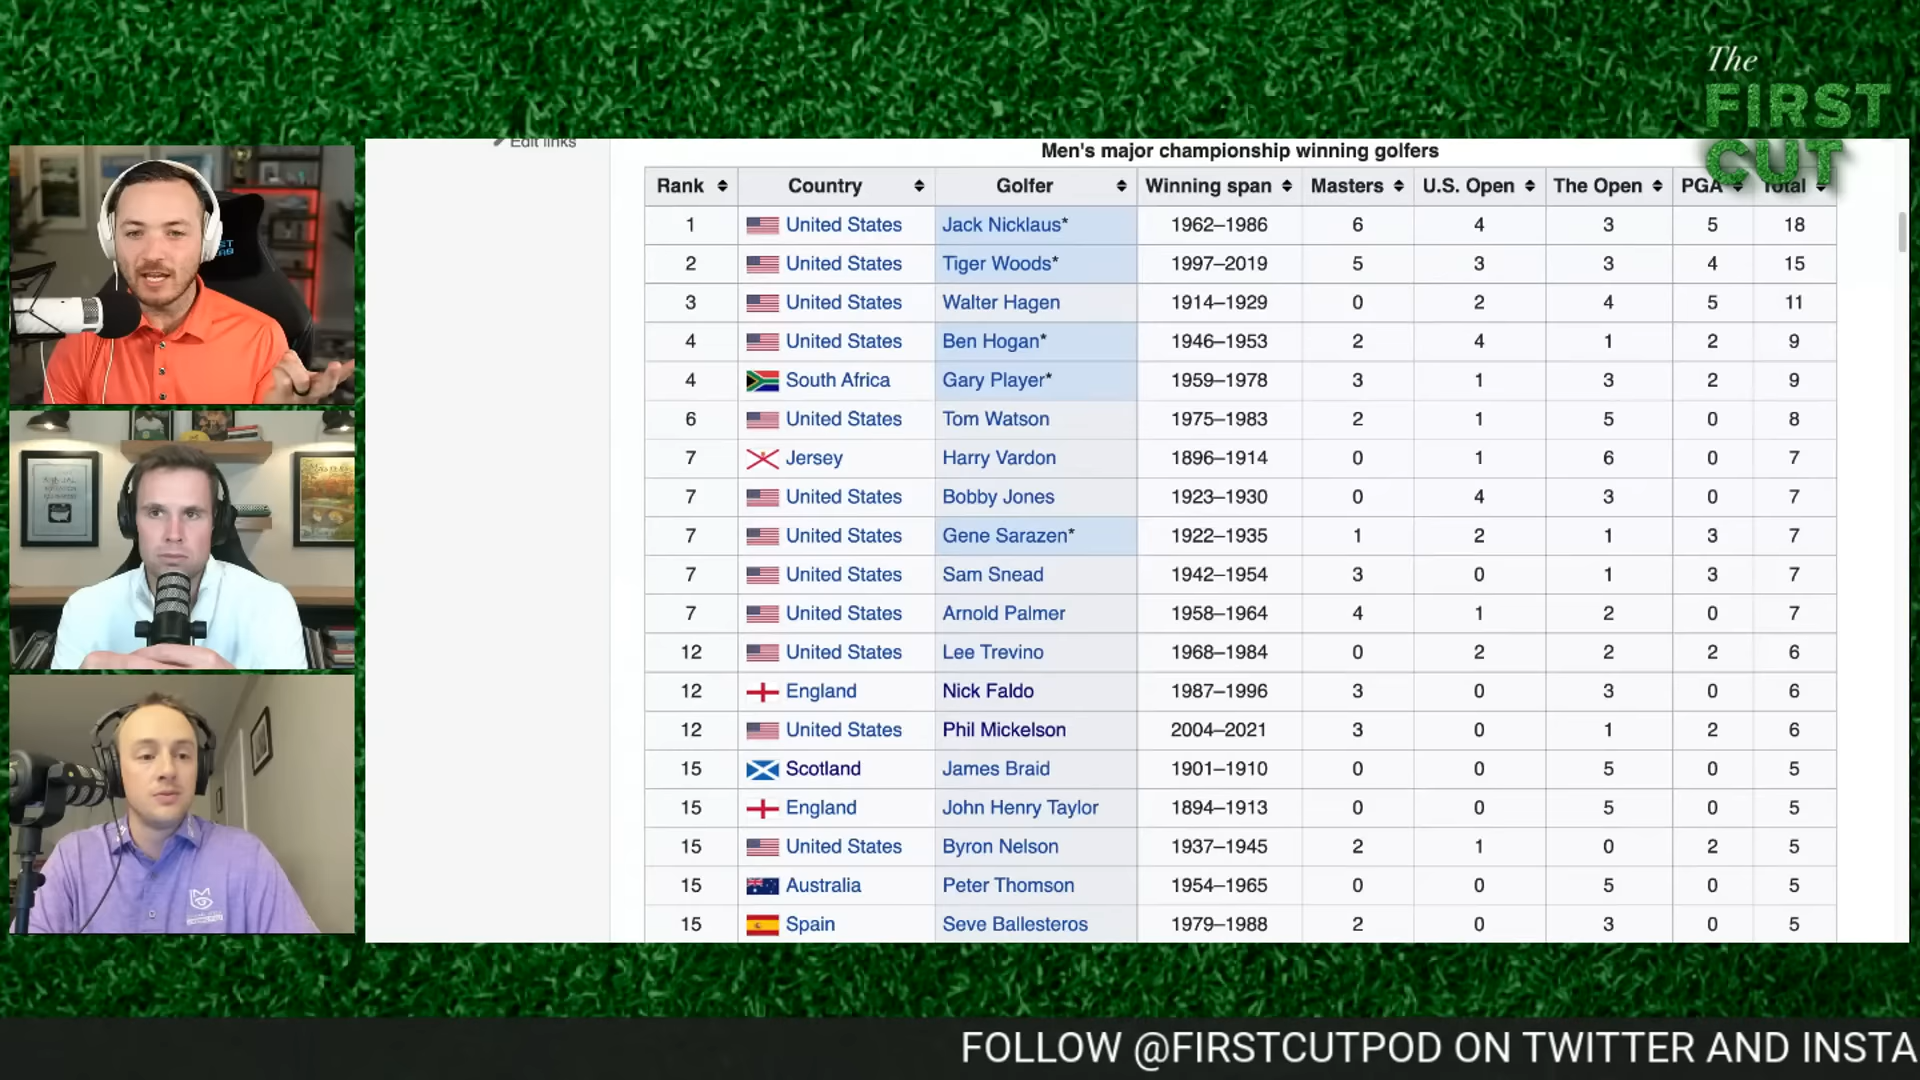 The
FIRST
CUT
Edit links
Men's major championship winning golfers
Rank Country Golfer Winning span Masters U.S. Open The Open PGA Total
1 United States Jack Nicklaus* 1962–1986 6 4 3 5 18
2 United States Tiger Woods* 1997–2019 5 3 3 4 15
3 United States Walter Hagen 1914–1929 0 2 4 5 11
4 United States Ben Hogan* 1946–1953 2 4 1 2 9
4 South Africa Gary Player* 1959–1978 3 1 3 2 9
6 United States Tom Watson 1975–1983 2 1 5 0 8
7 Jersey Harry Vardon 1896–1914 0 1 6 0 7
7 United States Bobby Jones 1923–1930 0 4 3 0 7
7 United States Gene Sarazen* 1922–1935 1 2 1 3 7
7 United States Sam Snead 1942–1954 3 0 1 3 7
7 United States Arnold Palmer 1958–1964 4 1 2 0 7
12 United States Lee Trevino 1968–1984 0 2 2 2 6
12 England Nick Faldo 1987–1996 3 0 3 0 6
12 United States Phil Mickelson 2004–2021 3 0 1 2 6
15 Scotland James Braid 1901–1910 0 0 5 0 5
15 England John Henry Taylor 1894–1913 0 0 5 0 5
15 United States Byron Nelson 1937–1945 2 1 0 2 5
15 Australia Peter Thomson 1954–1965 0 0 5 0 5
15 Spain Seve Ballesteros 1979–1988 2 0 3 0 5
FOLLOW @FIRSTCUTPOD ON TWITTER AND INSTA